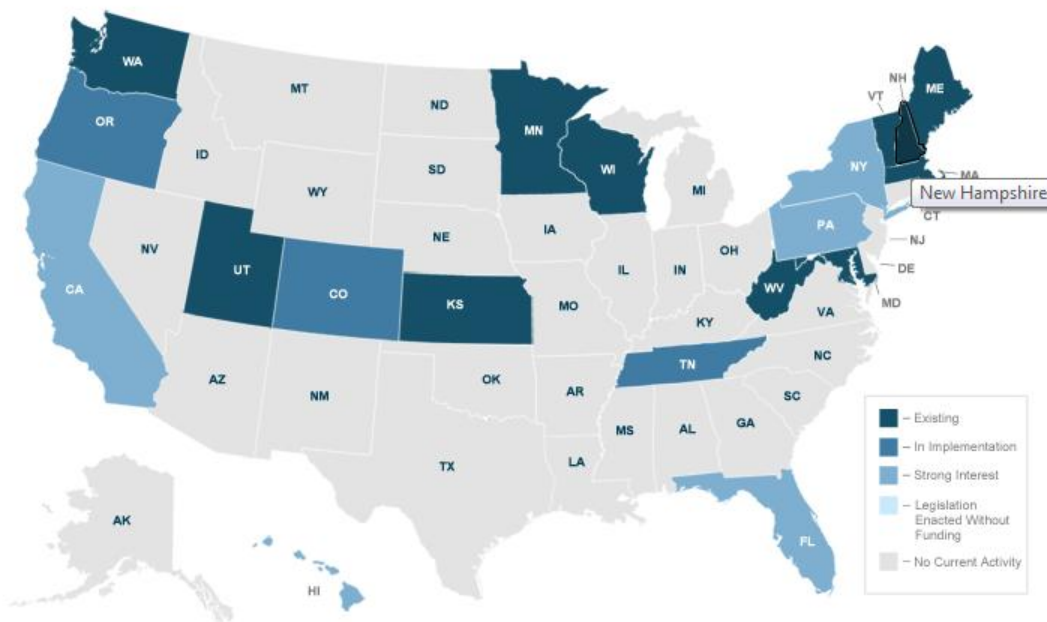 WA
MT
ND
MN
OR
ID
SD
WI
MI
WY
NH
VT
ME
NY
MA
New Hampshire
CT
NV
UT
NE
IA
PA
NJ
CA
CO
KS
IL
IN
OH
DE
MD
WV
MO
VA
KY
AZ
NM
OK
AR
TN
NC
SC
MS
AL
GA
TX
LA
AK
HI
FL
– Existing
– In Implementation
– Strong Interest
– Legislation
Enacted Without
Funding
– No Current Activity